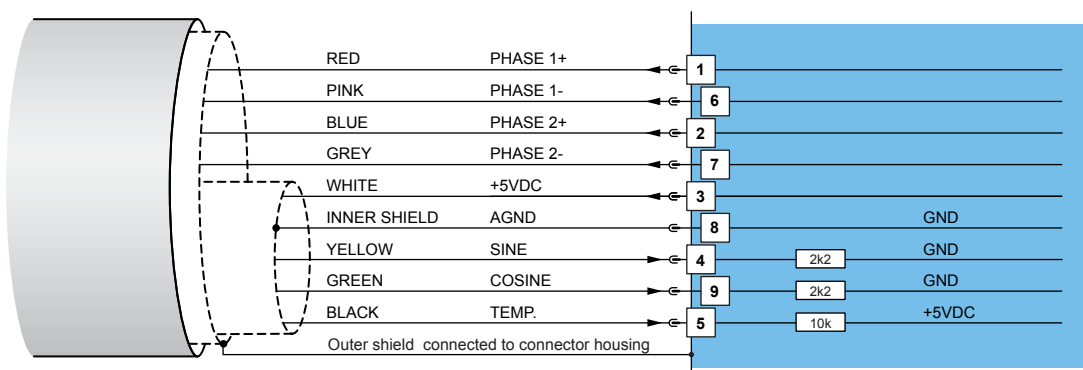 RED PHASE 1+ 1
PINK PHASE 1- 6
BLUE PHASE 2+ 2
GREY PHASE 2- 7
WHITE +5VDC 3
INNER SHIELD AGND 8 GND
YELLOW SINE 4 2k2 GND
GREEN COSINE 9 2k2 GND
BLACK TEMP. 5 10k +5VDC
Outer shield connected to connector housing